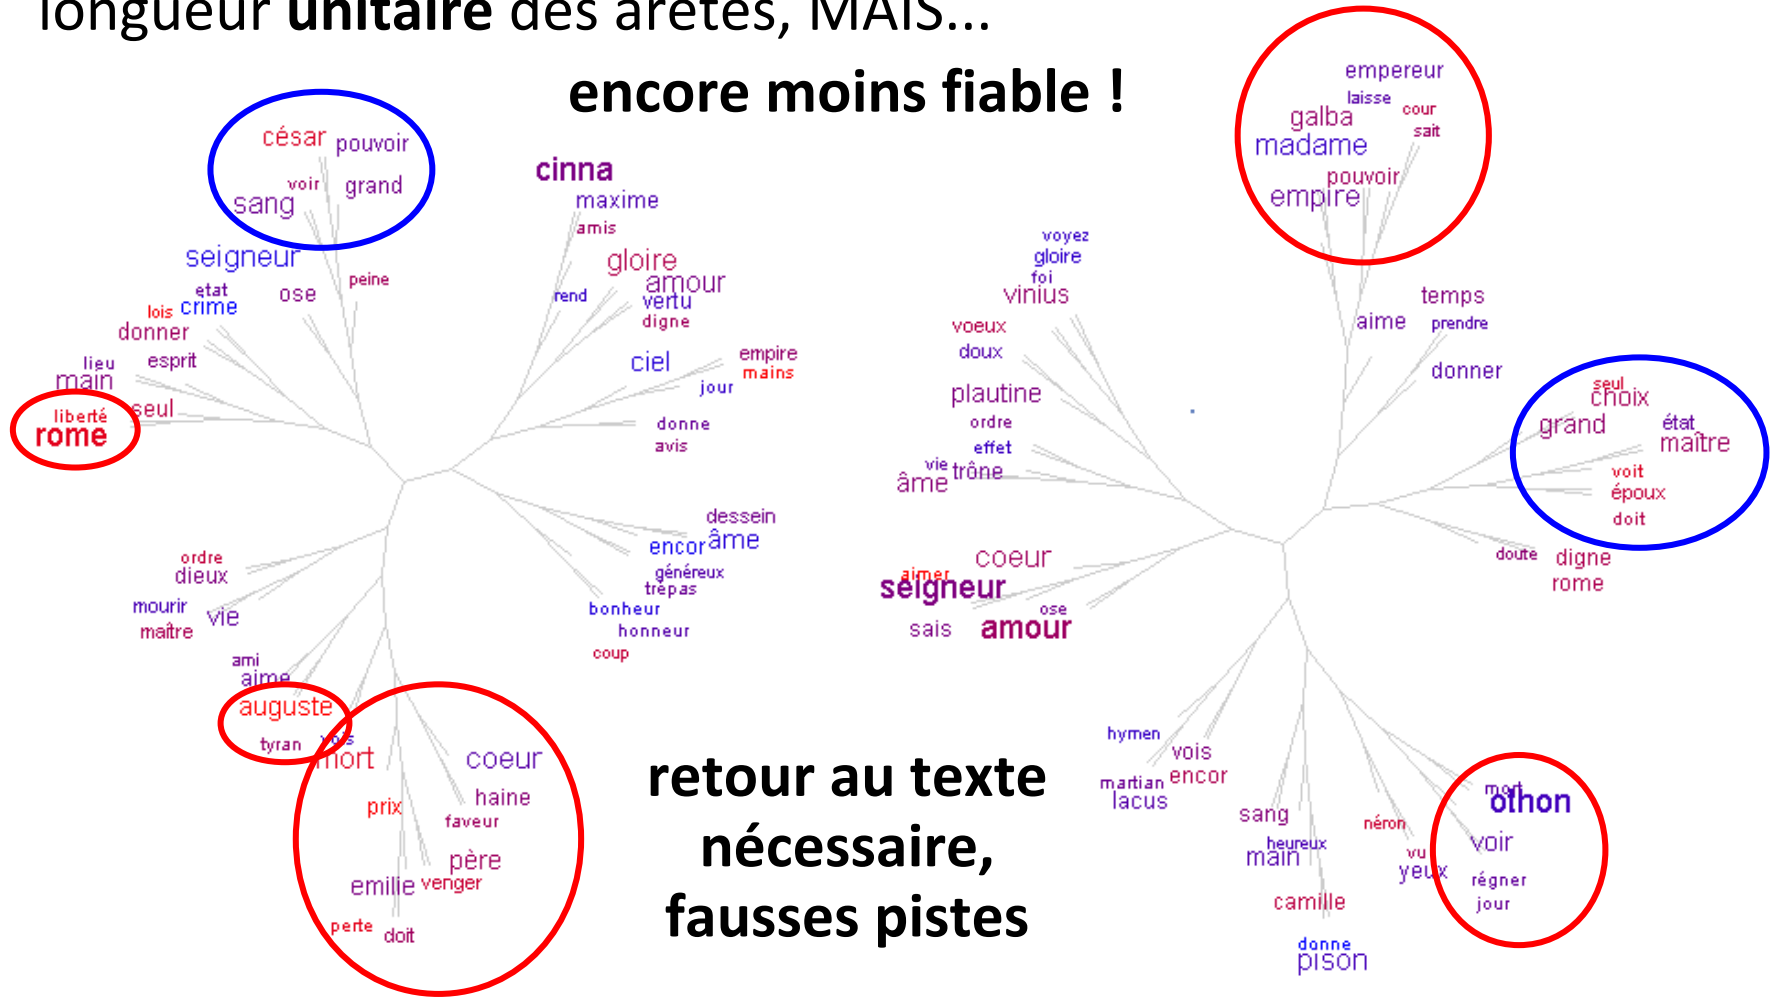 longueur unitaire des arêtes, MAIS...
encore moins fiable !
césar
pouvoir
voir
grand
sang
seigneur
etat
ose
peine
lois
crime
donner
lieu
esprit
main
liberté
seul
rome
cinna
maxime
amis
gloire
amour
rend
vertu
digne
ciel
empire
mains
jour
donne
avis
dessein
encor
âme
généreux
trépas
bonheur
honneur
coup
ordre
dieux
mourir
vie
maître
ami
aime
auguste
tyran
vois
mort
coeur
prix
haine
faveur
père
emilie
venger
perte
doit
retour au texte
nécessaire,
fausses pistes
empereur
laisse
galba
cour
sait
madame
pouvoir
empire
voyez
gloire
foi
vinius
voeux
doux
plautine
ordre
effet
vie
trône
âme
temps
aime
prendre
donner
seul
choix
grand
état
maître
voit
époux
doit
doute
digne
rome
coeur
aimer
seigneur
ose
sais
amour
hymen
vois
martian
encor
lacus
sang
heureux
main
camille
donne
pison
néron
vu
yeux
mort
othon
voir
régner
jour